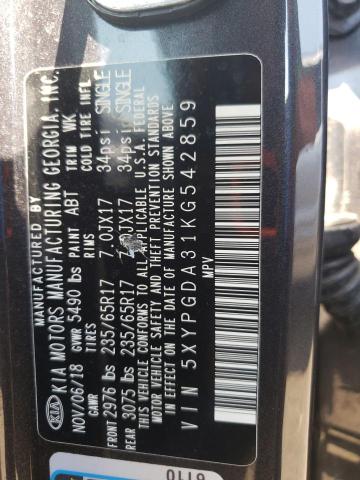 MANUFACTURED BY
KIA MOTORS MANUFACTURING GEORGIA, INC.
KIA
NOV/06/18 GVWR 5490 lbs PAINT ABT TRIM WK
GAWR TIRES RIMS COLD TIRE INFL
FRONT 2976 lbs 235/65R17 7.0JX17 34psi SINGLE
REAR 3075 lbs 235/65R17 7.0JX17 34psi SINGLE
THIS VEHICLE CONFORMS TO ALL APPLICABLE U.S. FEDERAL
MOTOR VEHICLE SAFETY AND THEFT PREVENTION STANDARDS
IN EFFECT ON THE DATE OF MANUFACTURE SHOWN ABOVE
VIN 5XYPGDA31KG542859
MPV